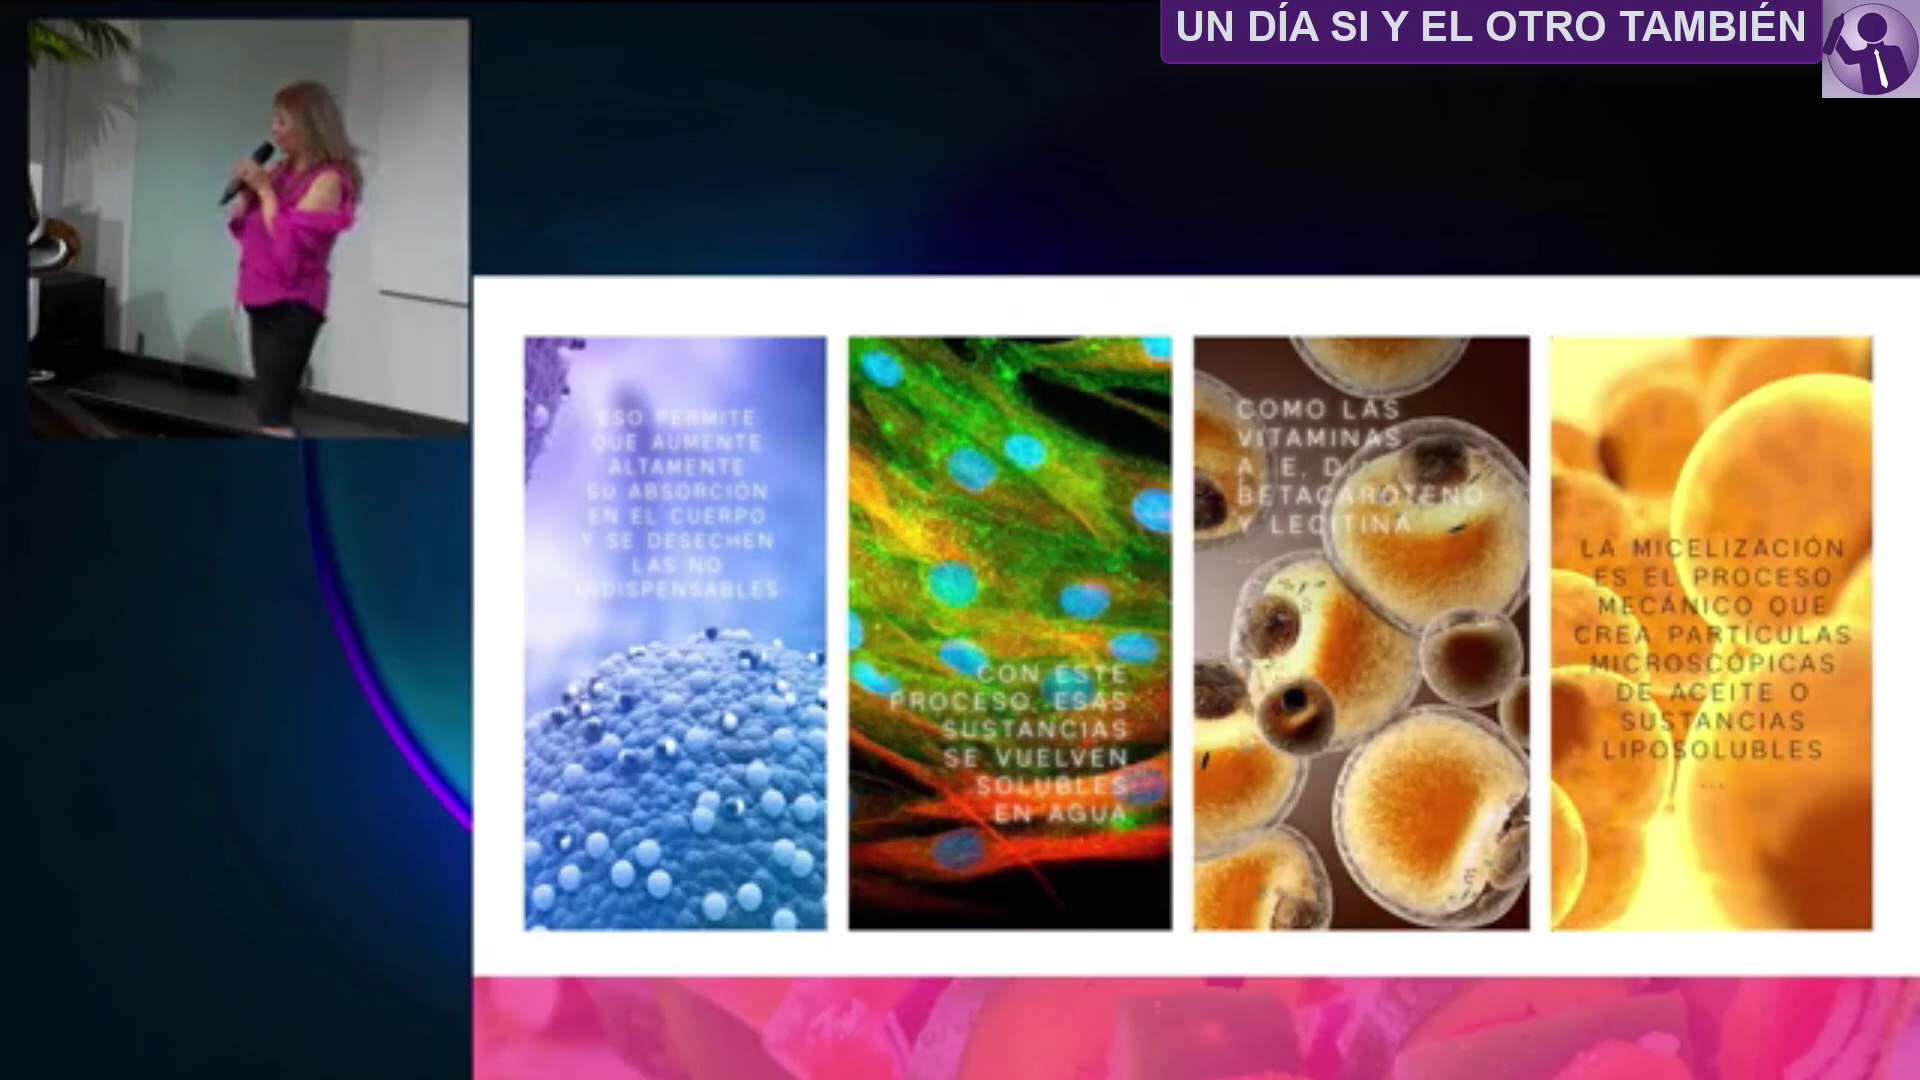 UN DÍA SI Y EL OTRO TAMBIÉN
ESO PERMITE
QUE AUMENTE
ALTAMENTE
SU ABSORCIÓN
EN EL CUERPO
Y SE DESECHEN
LAS NO
INDISPENSABLES
CON ESTE
PROCESO, ESAS
SUSTANCIAS
SE VUELVEN
SOLUBLES
EN AGUA
COMO LAS
VITAMINAS
A, E, D,
BETACAROTENO
Y LECITINA
...
LA MICELIZACIÓN
ES EL PROCESO
MECÁNICO QUE
CREA PARTÍCULAS
MICROSCÓPICAS
DE ACEITE O
SUSTANCIAS
LIPOSOLUBLES
...